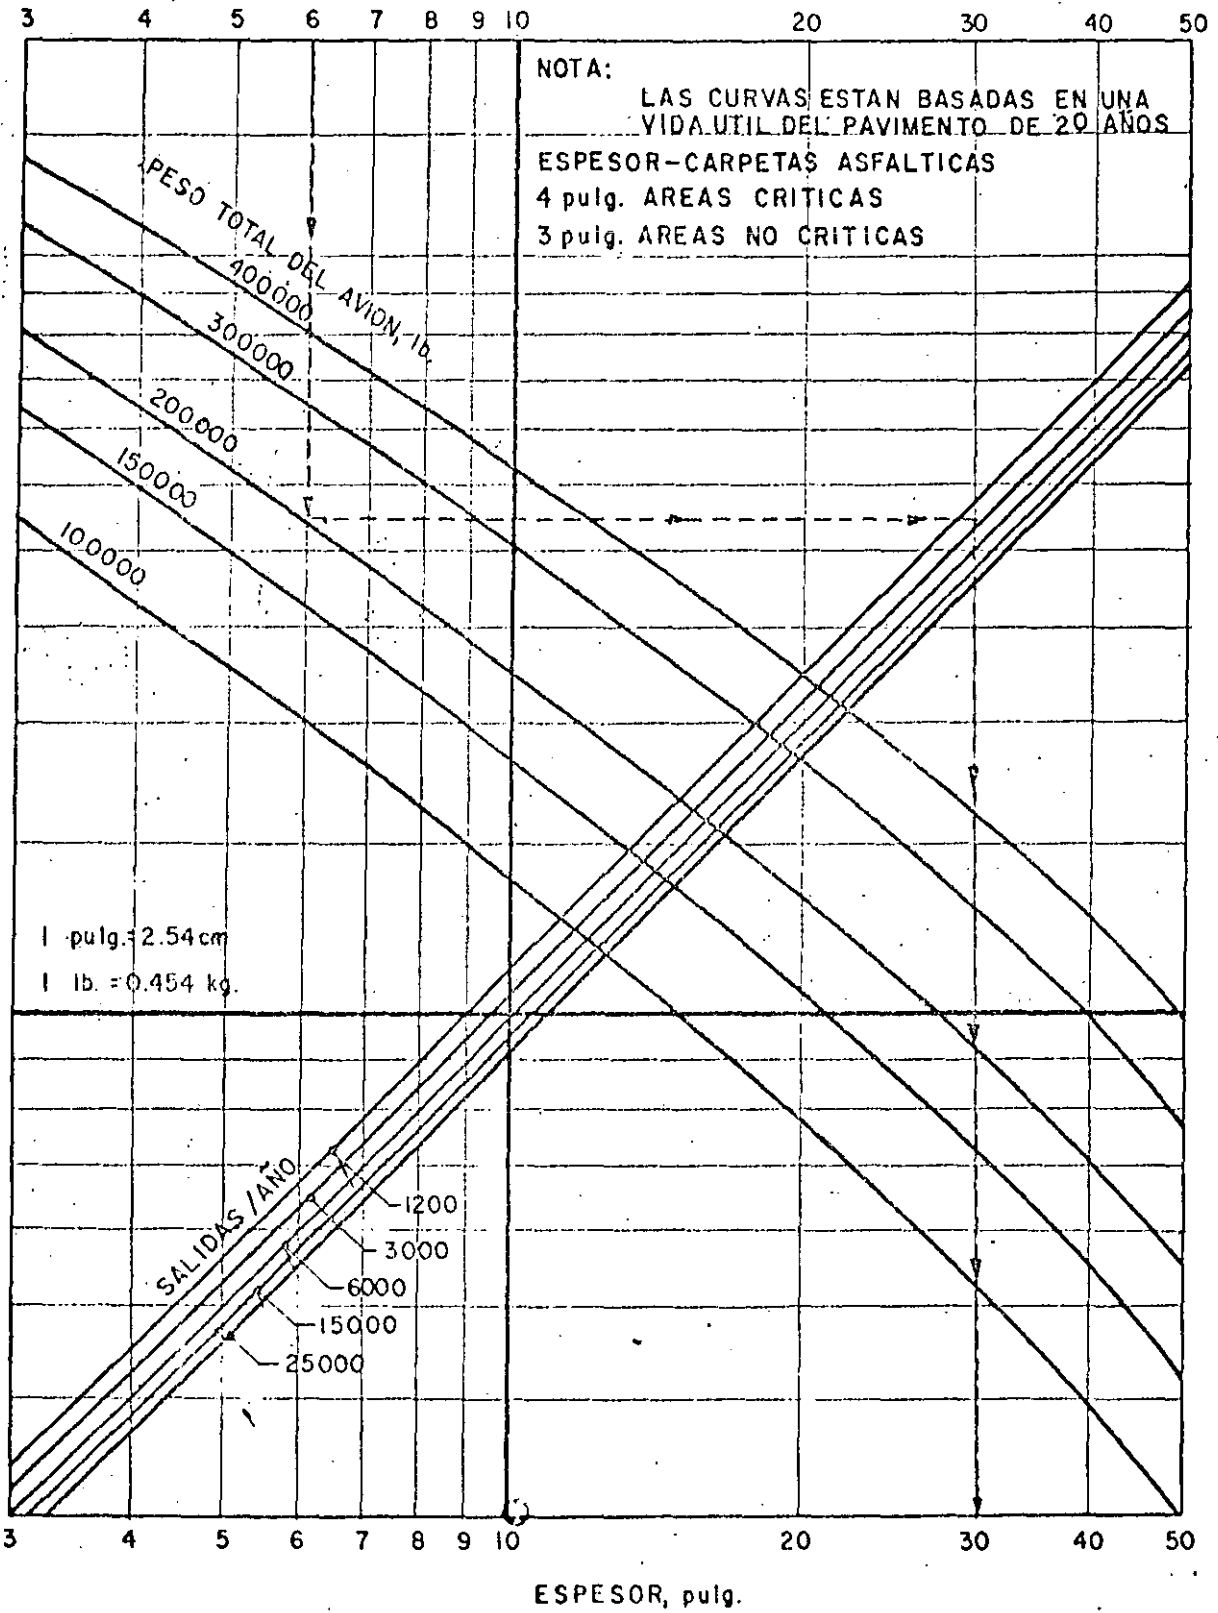 3 4 5 6 7 8 9 10 20 30 40 50
NOTA:
LAS CURVAS ESTAN BASADAS EN UNA
VIDA UTIL DEL PAVIMENTO DE 20 AÑOS
ESPESOR-CARPETAS ASFALTICAS
4 pulg. AREAS CRITICAS
3 pulg. AREAS NO CRITICAS
PESO TOTAL DEL AVION, lb.
400000
300000
200000
150000
100000
1 pulg.=2.54cm
1 lb. =0.454 kg.
SALIDAS/AÑO
1200
3000
6000
15000
25000
3 4 5 6 7 8 9 10 20 30 40 50
ESPESOR, pulg.